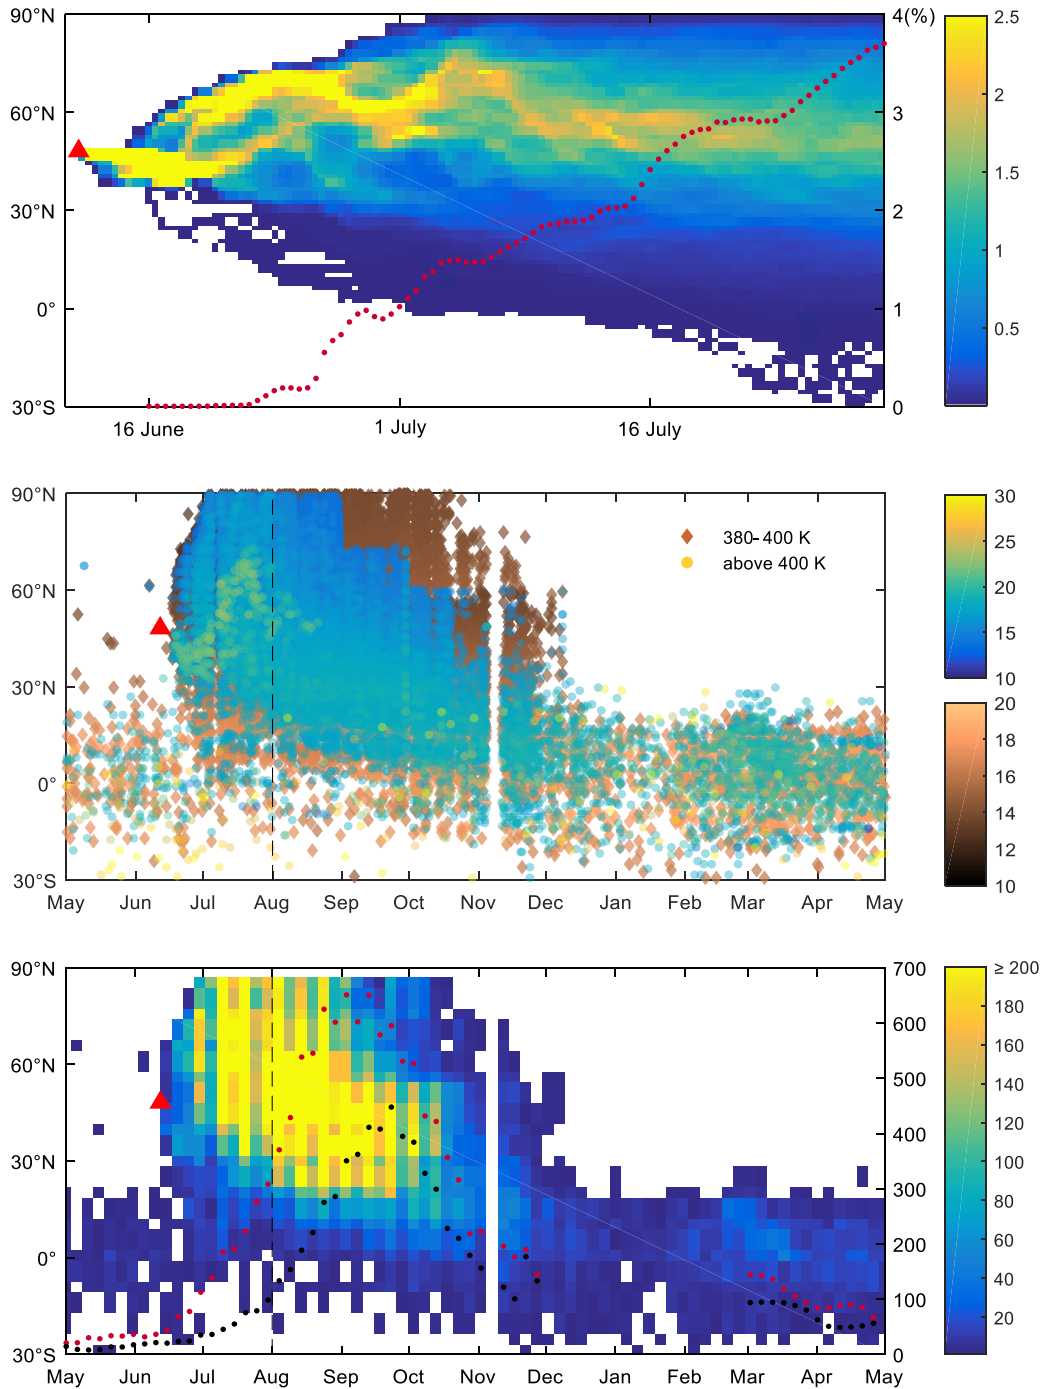 90°N
4(%)
2.5
2
60°N
3
1.5
30°N
2
1
0°
1
0.5
30°S
0
16 June
1 July
16 July
90°N
30
380-400 K
25
above 400 K
60°N
20
15
30°N
10
20
18
0°
16
14
12
30°S
10
May
Jun
Jul
Aug
Sep
Oct
Nov
Dec
Jan
Feb
Mar
Apr
May
90°N
700
≥ 200
180
600
160
60°N
500
140
120
400
30°N
100
300
80
0°
200
60
40
100
20
30°S
0
May
Jun
Jul
Aug
Sep
Oct
Nov
Dec
Jan
Feb
Mar
Apr
May